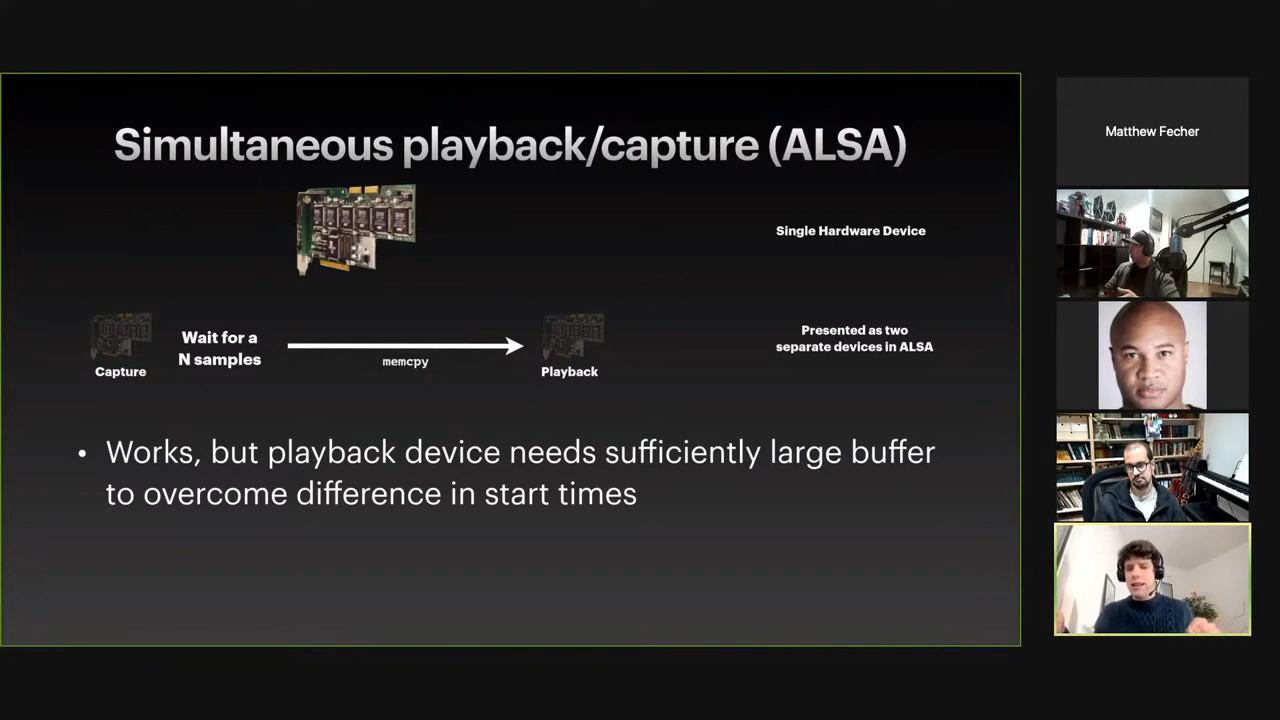 Simultaneous playback/capture (ALSA)
Single Hardware Device
Wait for a
N samples
memcpy
Capture
Playback
Presented as two
separate devices in ALSA
• Works, but playback device needs sufficiently large buffer
to overcome difference in start times
Matthew Fecher